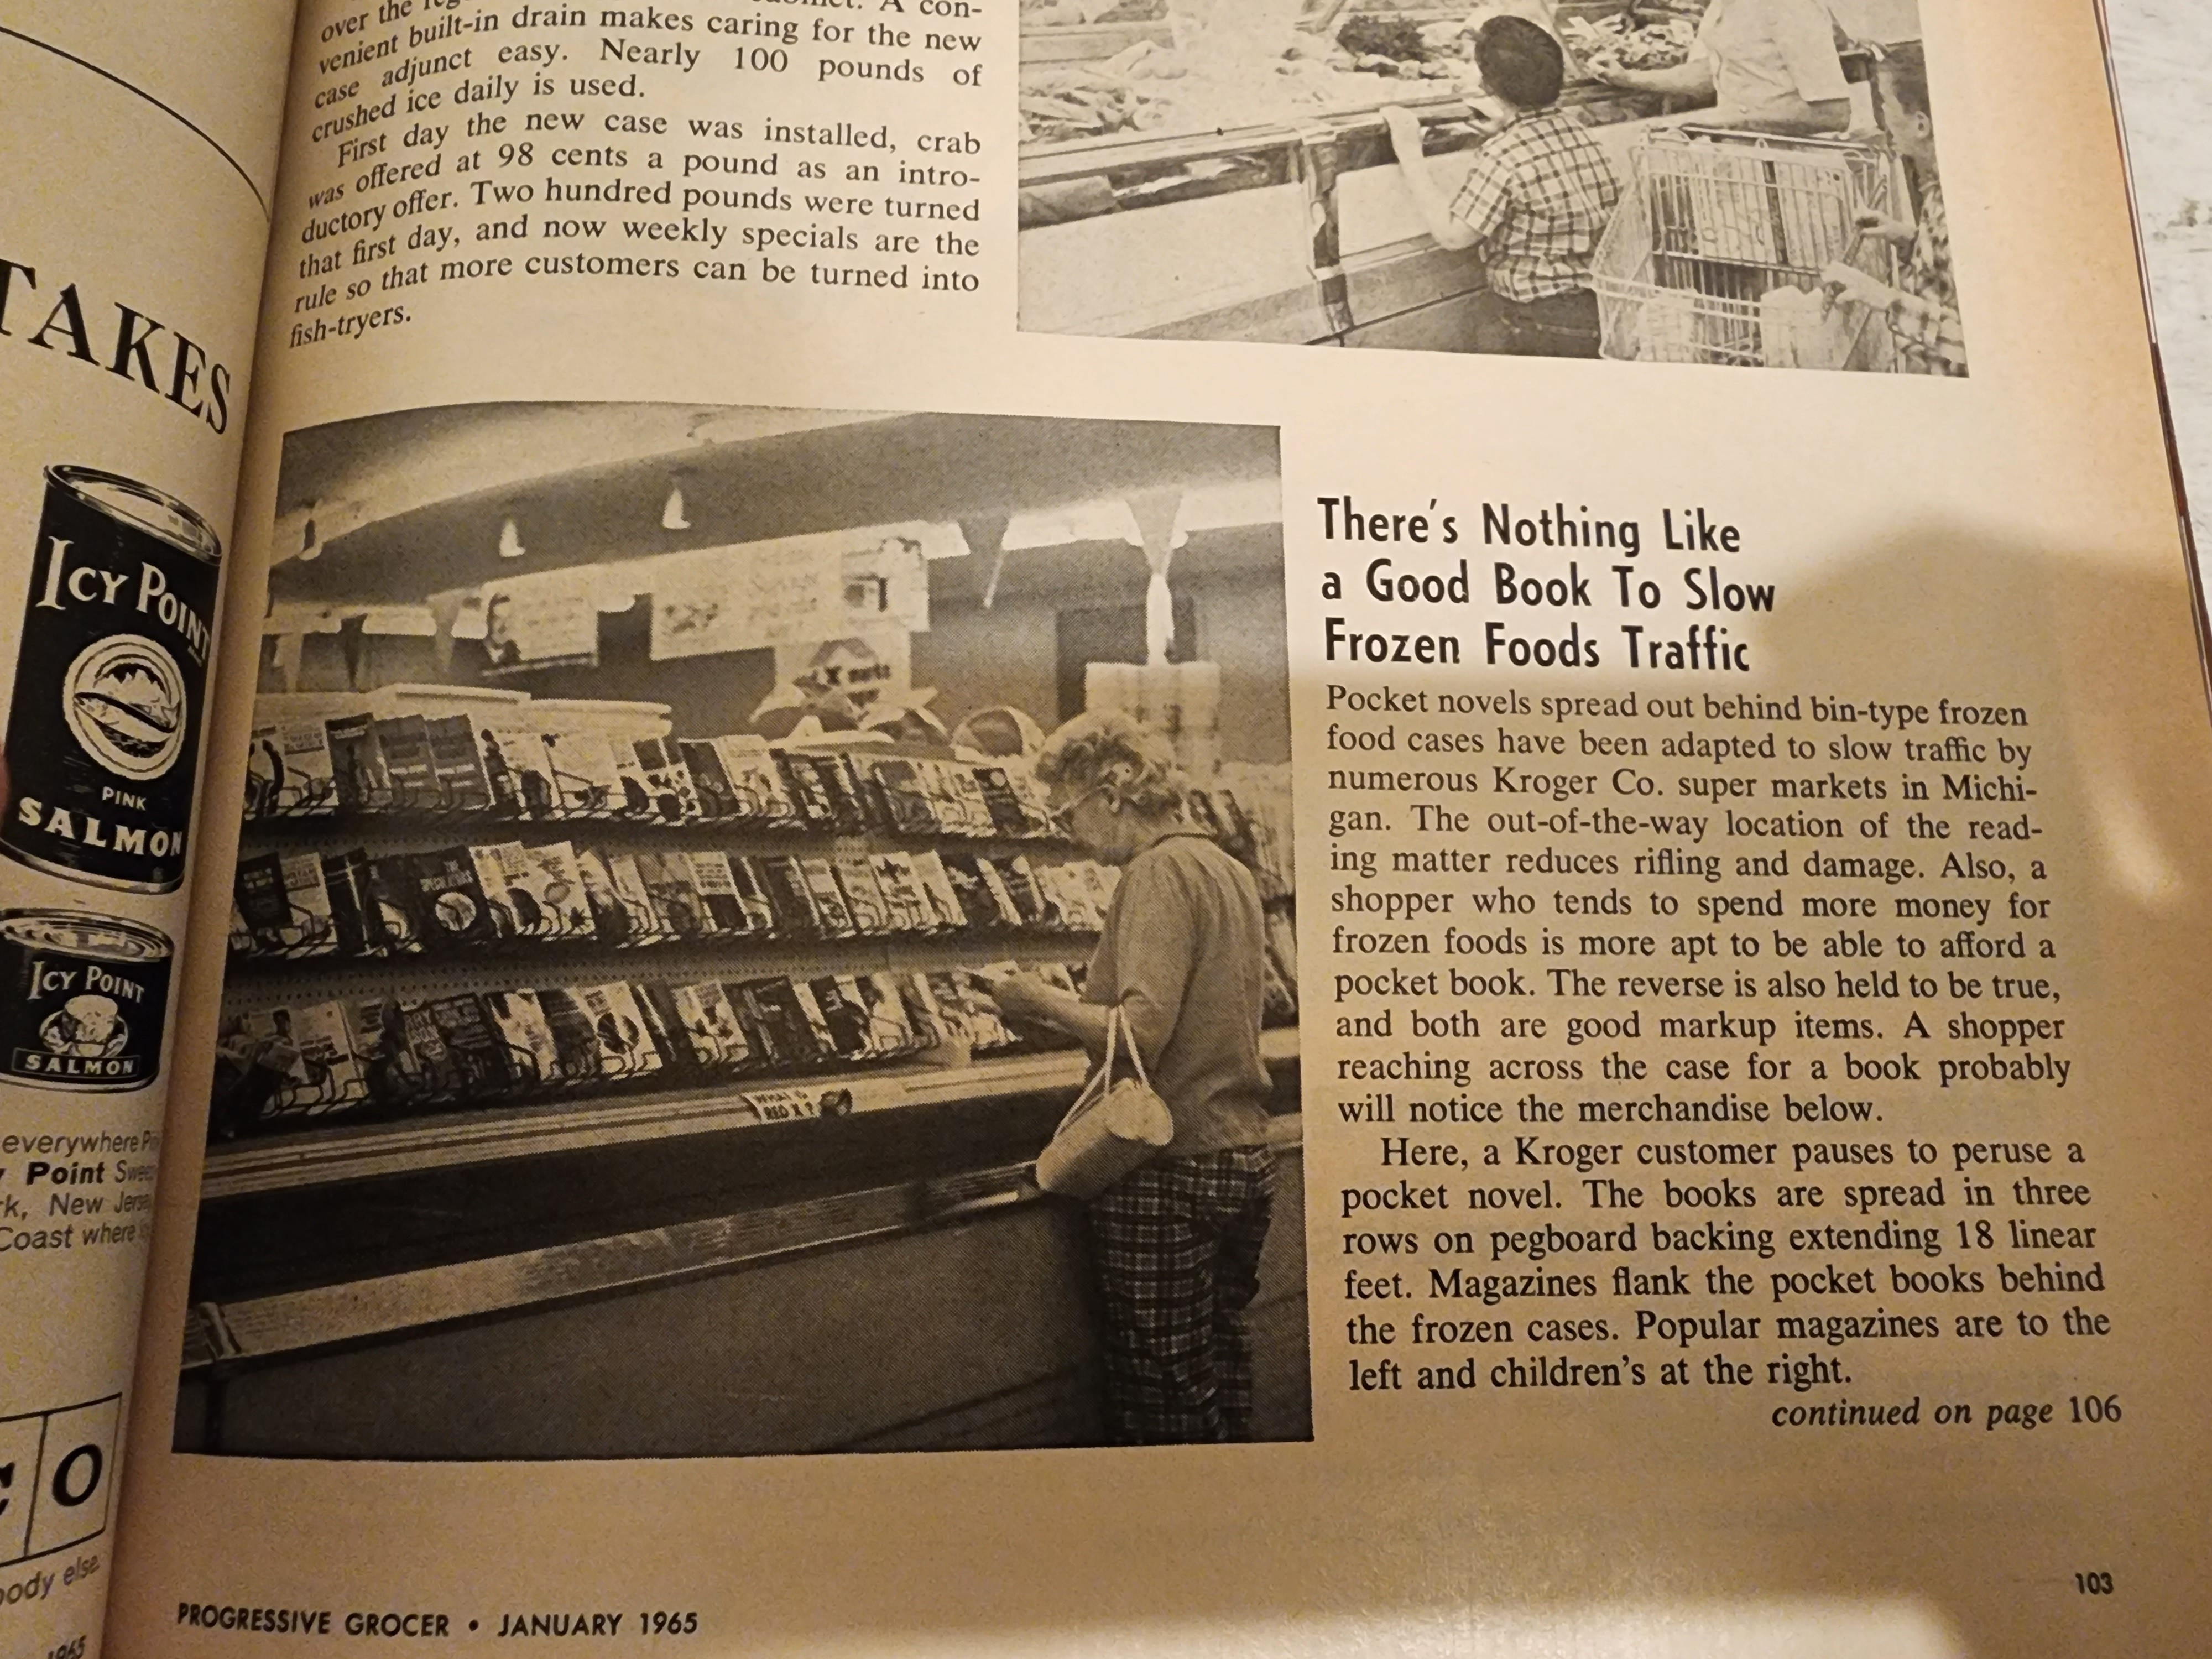 TAKES
ICY POINT
PINK
SALMON
ICY POINT
SALMON
everywhere
Point
New
Coast where
O
body else
1965
over the
A con-
venient built-in drain makes caring for the new
case adjunct easy. Nearly 100 pounds of
crushed ice daily is used.
First day the new case was installed, crab
was offered at 98 cents a pound as an intro-
ductory offer. Two hundred pounds were turned
that first day, and now weekly specials are the
rule so that more customers can be turned into
fish-tryers.
RED X?
There's Nothing Like
a Good Book To Slow
Frozen Foods Traffic
Pocket novels spread out behind bin-type frozen
food cases have been adapted to slow traffic by
numerous Kroger Co. super markets in Michi-
gan. The out-of-the-way location of the read-
ing matter reduces rifling and damage. Also, a
shopper who tends to spend more money for
frozen foods is more apt to be able to afford a
pocket book. The reverse is also held to be true,
and both are good markup items. A shopper
reaching across the case for a book probably
will notice the merchandise below.
Here, a Kroger customer pauses to peruse a
pocket novel. The books are spread in three
rows on pegboard backing extending 18 linear
feet. Magazines flank the pocket books behind
the frozen cases. Popular magazines are to the
left and children's at the right.
continued on page 106
PROGRESSIVE GROCER • JANUARY 1965
103